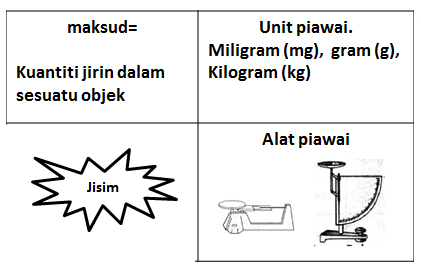 maksud=
Kuantiti jirin dalam
sesuatu objek
Unit piawai.
Miligram (mg),  gram (g),
Kilogram (kg)
Jisim
Alat piawai